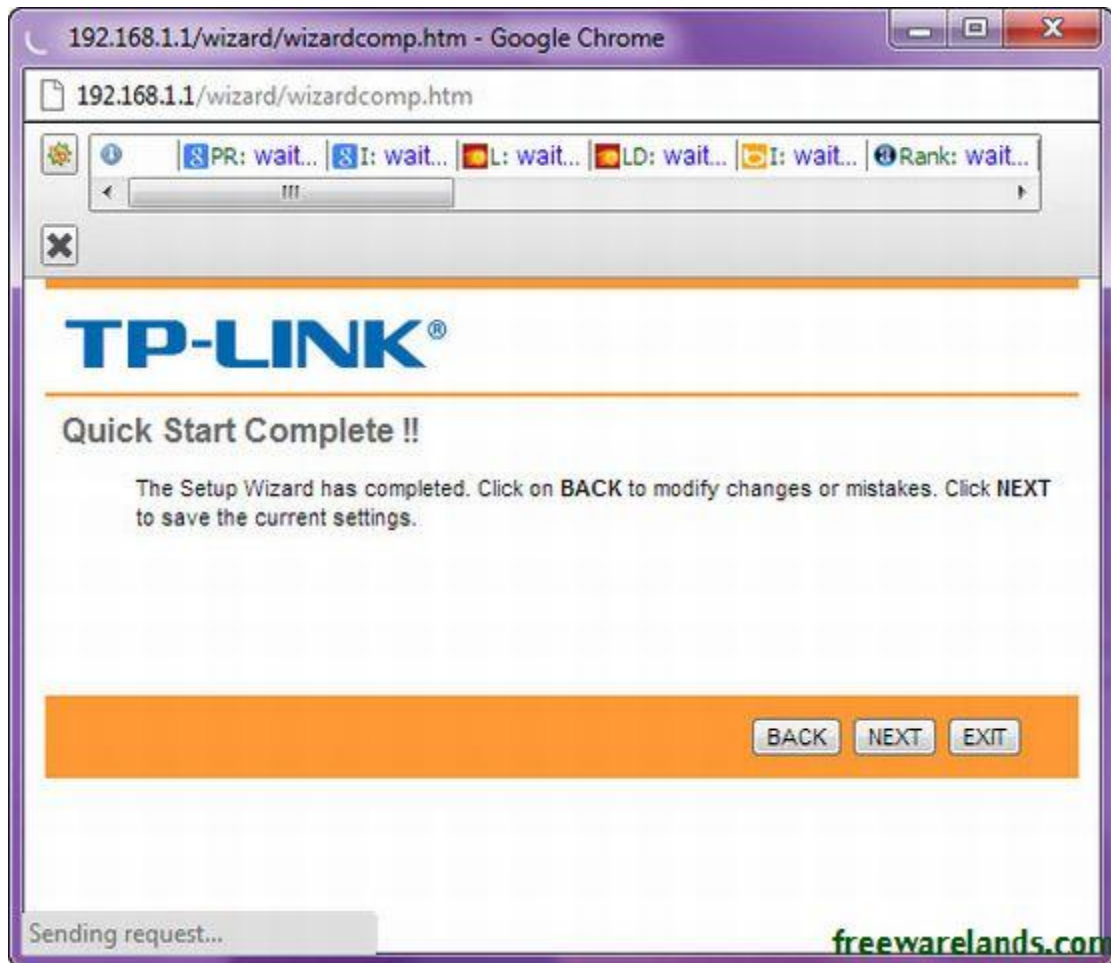 192.168.1.1/wizard/wizardcomp.htm - Google Chrome
192.168.1.1/wizard/wizardcomp.htm
PR: wait... I: wait... L: wait... LD: wait... I: wait... Rank: wait...
TP-LINK®
Quick Start Complete !!
The Setup Wizard has completed. Click on BACK to modify changes or mistakes. Click NEXT
to save the current settings.
BACK NEXT EXIT
Sending request...
freewarelands.com